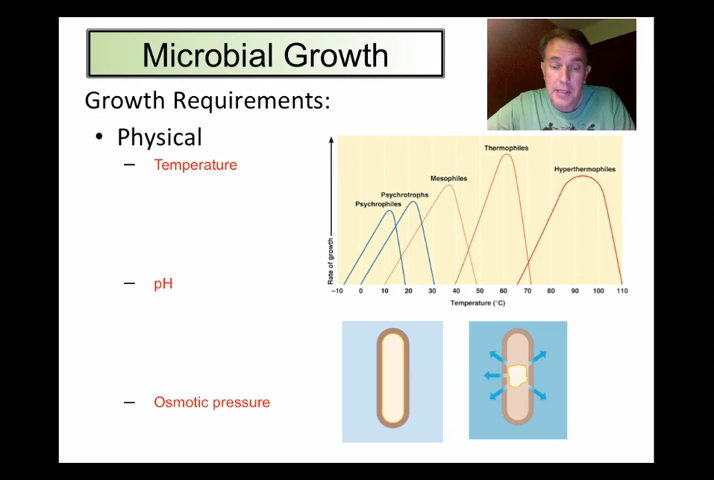 Microbial Growth
Growth Requirements:
• Physical
– Temperature
– pH
– Osmotic pressure
Thermophiles
Hyperthermophiles
Mesophiles
Psychrotrophs
Psychrophiles
Rate of growth
–10 0 10 20 30 40 50 60 70 80 90 100 110
Temperature (°C)